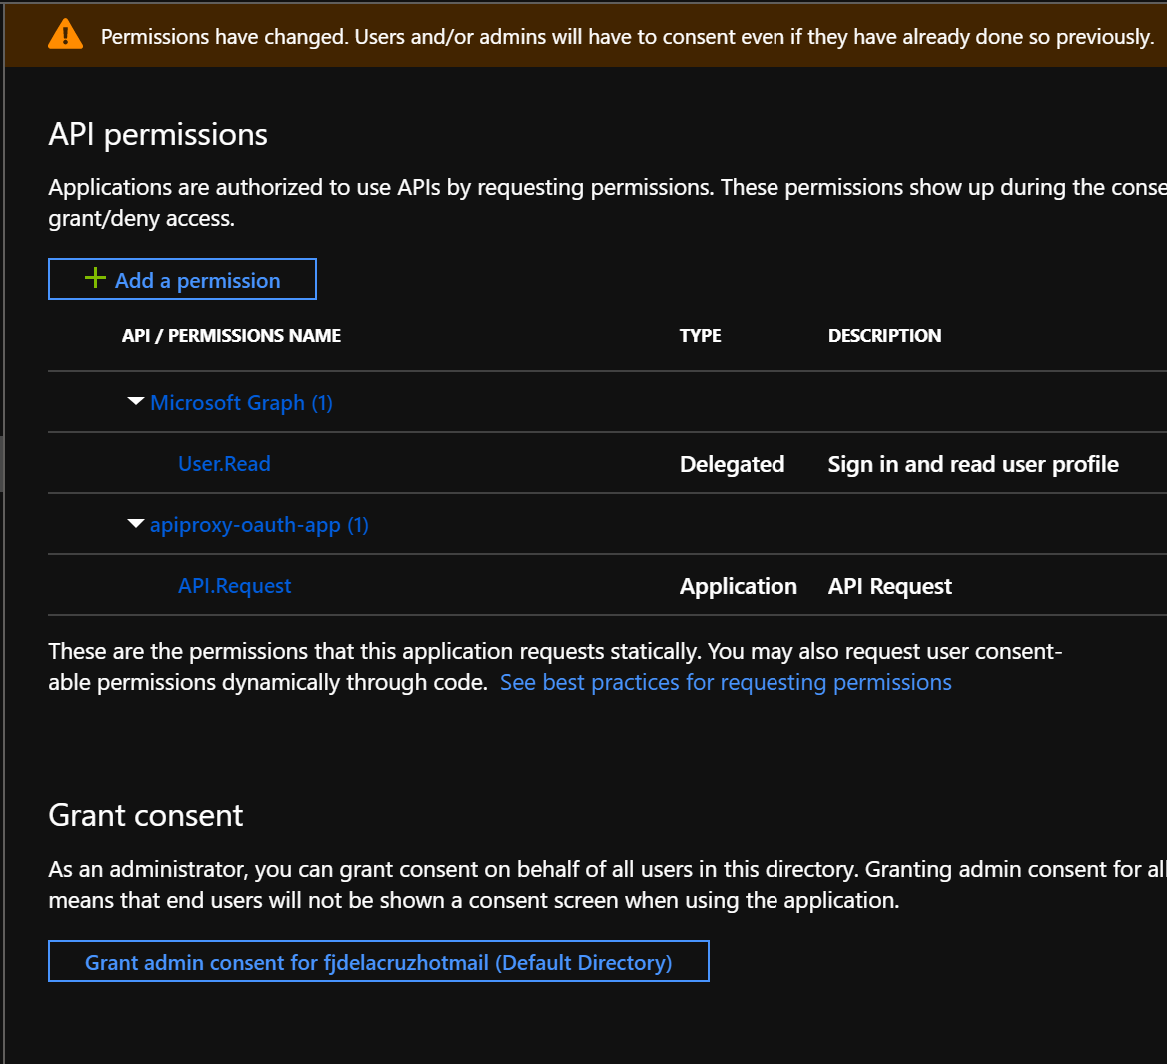 Permissions have changed. Users and/or admins will have to consent even if they have already done so previously.
API permissions
Applications are authorized to use APIs by requesting permissions. These permissions show up during the conse
grant/deny access.
Add a permission
API / PERMISSIONS NAME TYPE DESCRIPTION
Microsoft Graph (1)
User.Read Delegated Sign in and read user profile
apiproxy-oauth-app (1)
API.Request Application API Request
These are the permissions that this application requests statically. You may also request user consent-
able permissions dynamically through code. See best practices for requesting permissions
Grant consent
As an administrator, you can grant consent on behalf of all users in this directory. Granting admin consent for all
means that end users will not be shown a consent screen when using the application.
Grant admin consent for fjdelacruzhotmail (Default Directory)